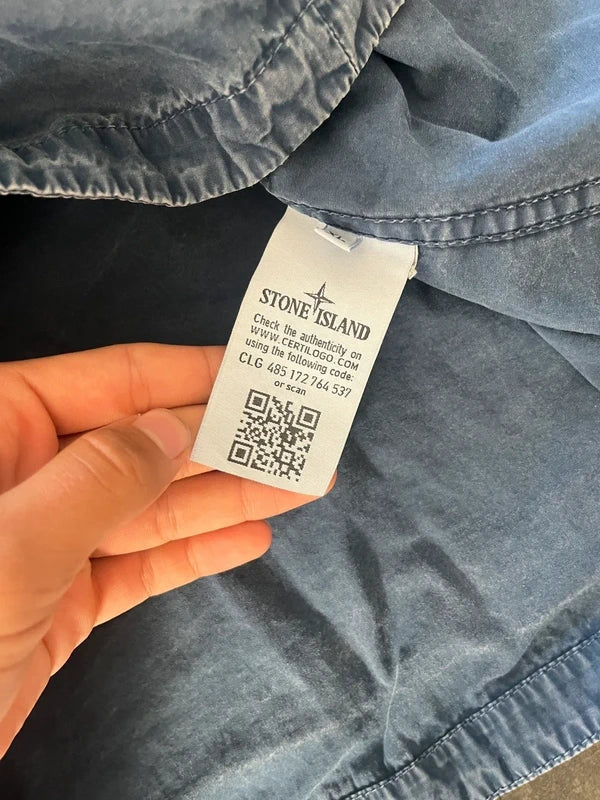 XL
STONE ISLAND
Check the authenticity on
WWW.CERTILOGO.COM
using the following code:
CLG 485 172 764 537
or scan